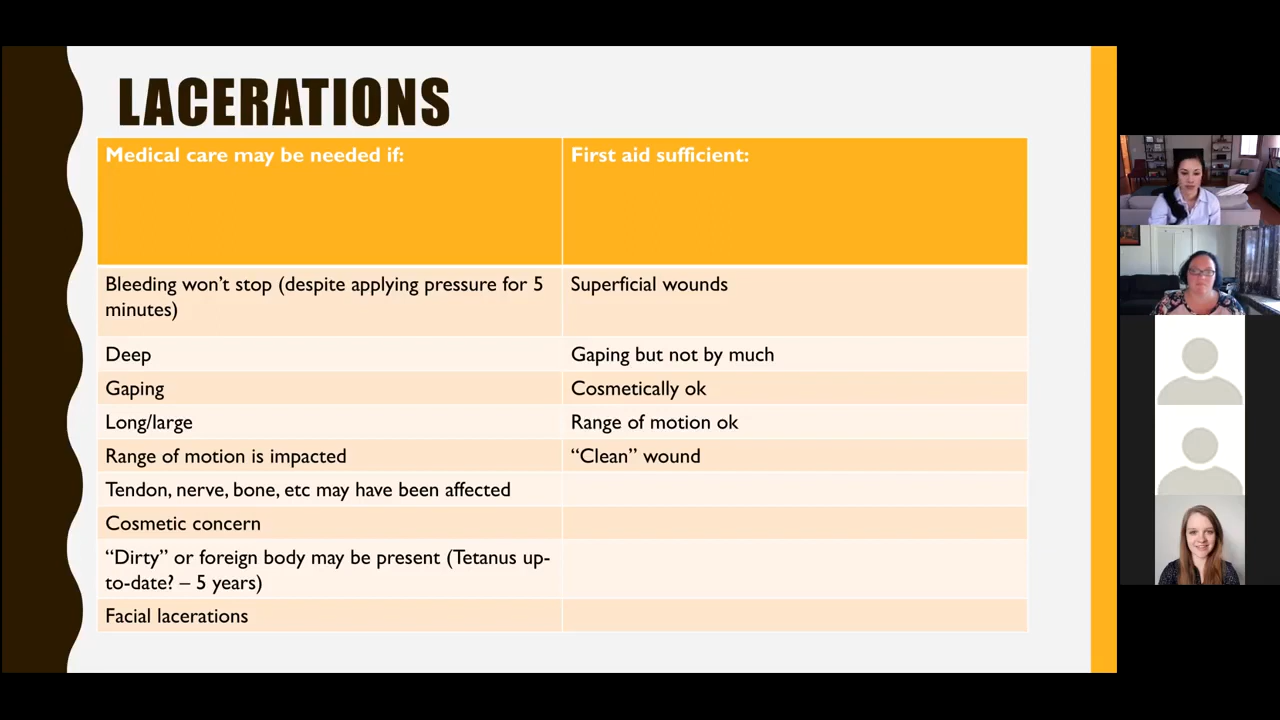 LACERATIONS
Medical care may be needed if:
First aid sufficient:
Bleeding won’t stop (despite applying pressure for 5
minutes)
Superficial wounds
Deep
Gaping but not by much
Gaping
Cosmetically ok
Long/large
Range of motion ok
Range of motion is impacted
“Clean” wound
Tendon, nerve, bone, etc may have been affected
Cosmetic concern
“Dirty” or foreign body may be present (Tetanus up-
to-date? – 5 years)
Facial lacerations